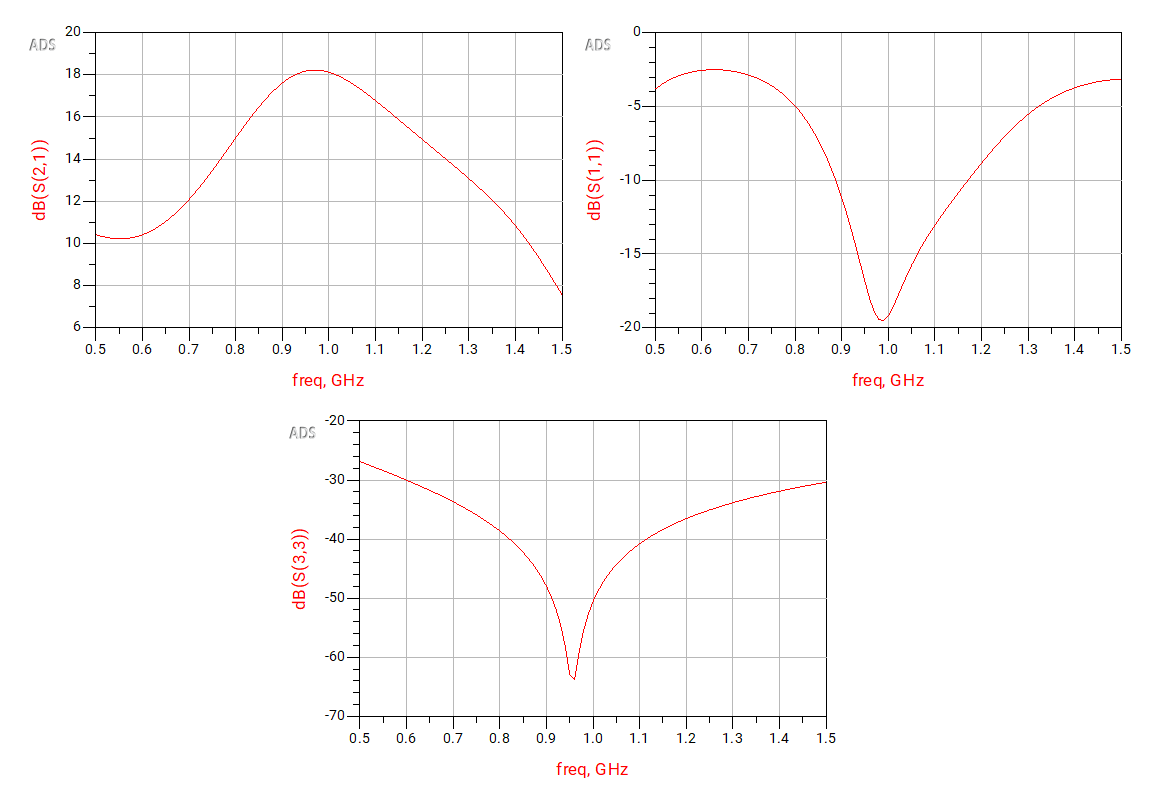 ADS
dB(S(2,1))
20
18
16
14
12
10
8
6
0.5 0.6 0.7 0.8 0.9 1.0 1.1 1.2 1.3 1.4 1.5
freq, GHz
ADS
dB(S(1,1))
0
-5
-10
-15
-20
0.5 0.6 0.7 0.8 0.9 1.0 1.1 1.2 1.3 1.4 1.5
freq, GHz
ADS
dB(S(3,3))
-20
-30
-40
-50
-60
-70
0.5 0.6 0.7 0.8 0.9 1.0 1.1 1.2 1.3 1.4 1.5
freq, GHz